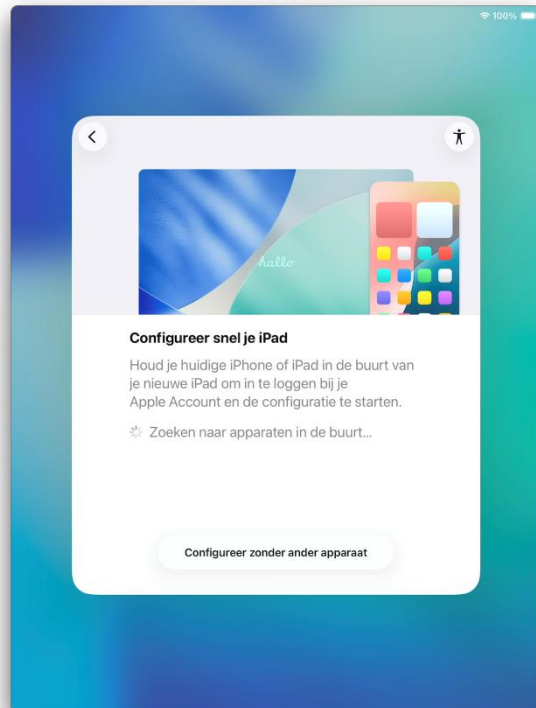 100%
hallo
Configureer snel je iPad
Houd je huidige iPhone of iPad in de buurt van
je nieuwe iPad om in te loggen bij je
Apple Account en de configuratie te starten.
Zoeken naar apparaten in de buurt...
Configureer zonder ander apparaat